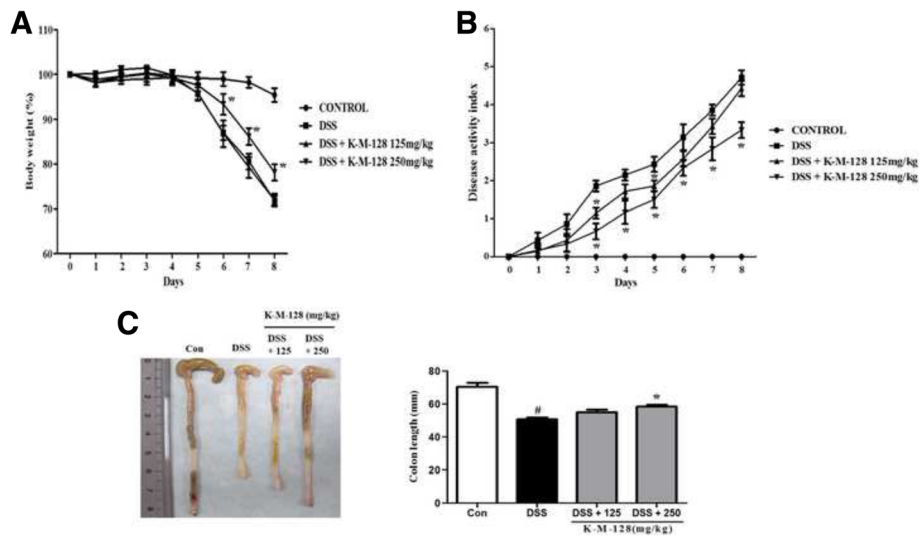 A
110
100
90
80
70
60
Body weight (%)
0 1 2 3 4 5 6 7 8
Days
* * *
CONTROL
DSS
DSS + K-M-128 125mg/kg
DSS + K-M-128 250mg/kg
B
6
5
4
3
2
1
0
Disease activity index
0 1 2 3 4 5 6 7 8
Days
* * * * * * * *
CONTROL
DSS
DSS + K-M-128 125mg/kg
DSS + K-M-128 250mg/kg
C
K-M-128 (mg/kg)
Con DSS DSS + 125 DSS + 250
80
60
40
20
0
Colon length (mm)
# *
Con DSS DSS + 125 DSS + 250
K-M-128(mg/kg)